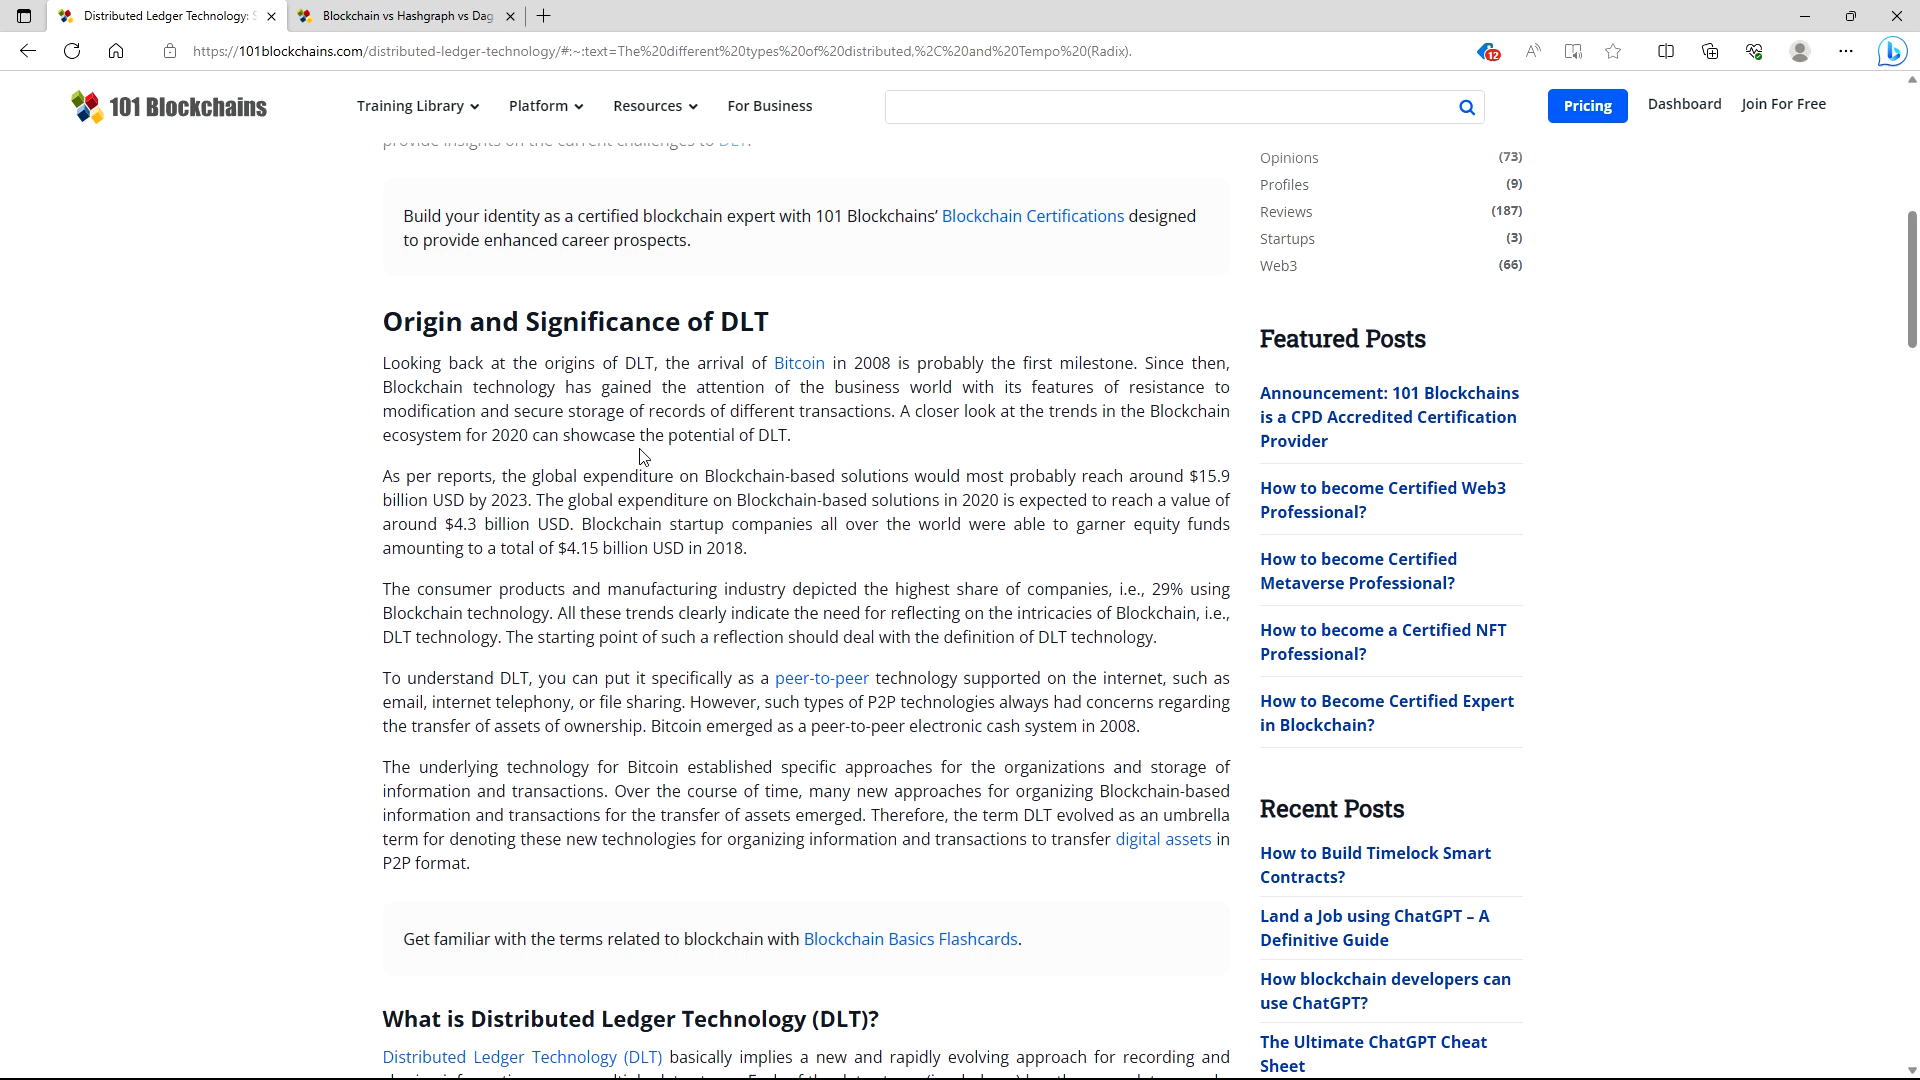 Distributed Ledger Technology: S
Blockchain vs Hashgraph vs Dag
https://101blockchains.com/distributed-ledger-technology/#:~:text=The%20different%20types%20of%20distributed,%2C%20and%20Tempo%20(Radix).
12
101 Blockchains
Training Library
Platform
Resources
For Business
Pricing
Dashboard
Join For Free
provide insights on the current challenges to DLT.
Build your identity as a certified blockchain expert with 101 Blockchains’ Blockchain Certifications designed
to provide enhanced career prospects.
Origin and Significance of DLT
Looking back at the origins of DLT, the arrival of Bitcoin in 2008 is probably the first milestone. Since then,
Blockchain technology has gained the attention of the business world with its features of resistance to
modification and secure storage of records of different transactions. A closer look at the trends in the Blockchain
ecosystem for 2020 can showcase the potential of DLT.
As per reports, the global expenditure on Blockchain-based solutions would most probably reach around $15.9
billion USD by 2023. The global expenditure on Blockchain-based solutions in 2020 is expected to reach a value of
around $4.3 billion USD. Blockchain startup companies all over the world were able to garner equity funds
amounting to a total of $4.15 billion USD in 2018.
The consumer products and manufacturing industry depicted the highest share of companies, i.e., 29% using
Blockchain technology. All these trends clearly indicate the need for reflecting on the intricacies of Blockchain, i.e.,
DLT technology. The starting point of such a reflection should deal with the definition of DLT technology.
To understand DLT, you can put it specifically as a peer-to-peer technology supported on the internet, such as
email, internet telephony, or file sharing. However, such types of P2P technologies always had concerns regarding
the transfer of assets of ownership. Bitcoin emerged as a peer-to-peer electronic cash system in 2008.
The underlying technology for Bitcoin established specific approaches for the organizations and storage of
information and transactions. Over the course of time, many new approaches for organizing Blockchain-based
information and transactions for the transfer of assets emerged. Therefore, the term DLT evolved as an umbrella
term for denoting these new technologies for organizing information and transactions to transfer digital assets in
P2P format.
Get familiar with the terms related to blockchain with Blockchain Basics Flashcards.
What is Distributed Ledger Technology (DLT)?
Distributed Ledger Technology (DLT) basically implies a new and rapidly evolving approach for recording and
Opinions (73)
Profiles (9)
Reviews (187)
Startups (3)
Web3 (66)
Featured Posts
Announcement: 101 Blockchains
is a CPD Accredited Certification
Provider
How to become Certified Web3
Professional?
How to become Certified
Metaverse Professional?
How to become a Certified NFT
Professional?
How to Become Certified Expert
in Blockchain?
Recent Posts
How to Build Timelock Smart
Contracts?
Land a Job using ChatGPT – A
Definitive Guide
How blockchain developers can
use ChatGPT?
The Ultimate ChatGPT Cheat
Sheet